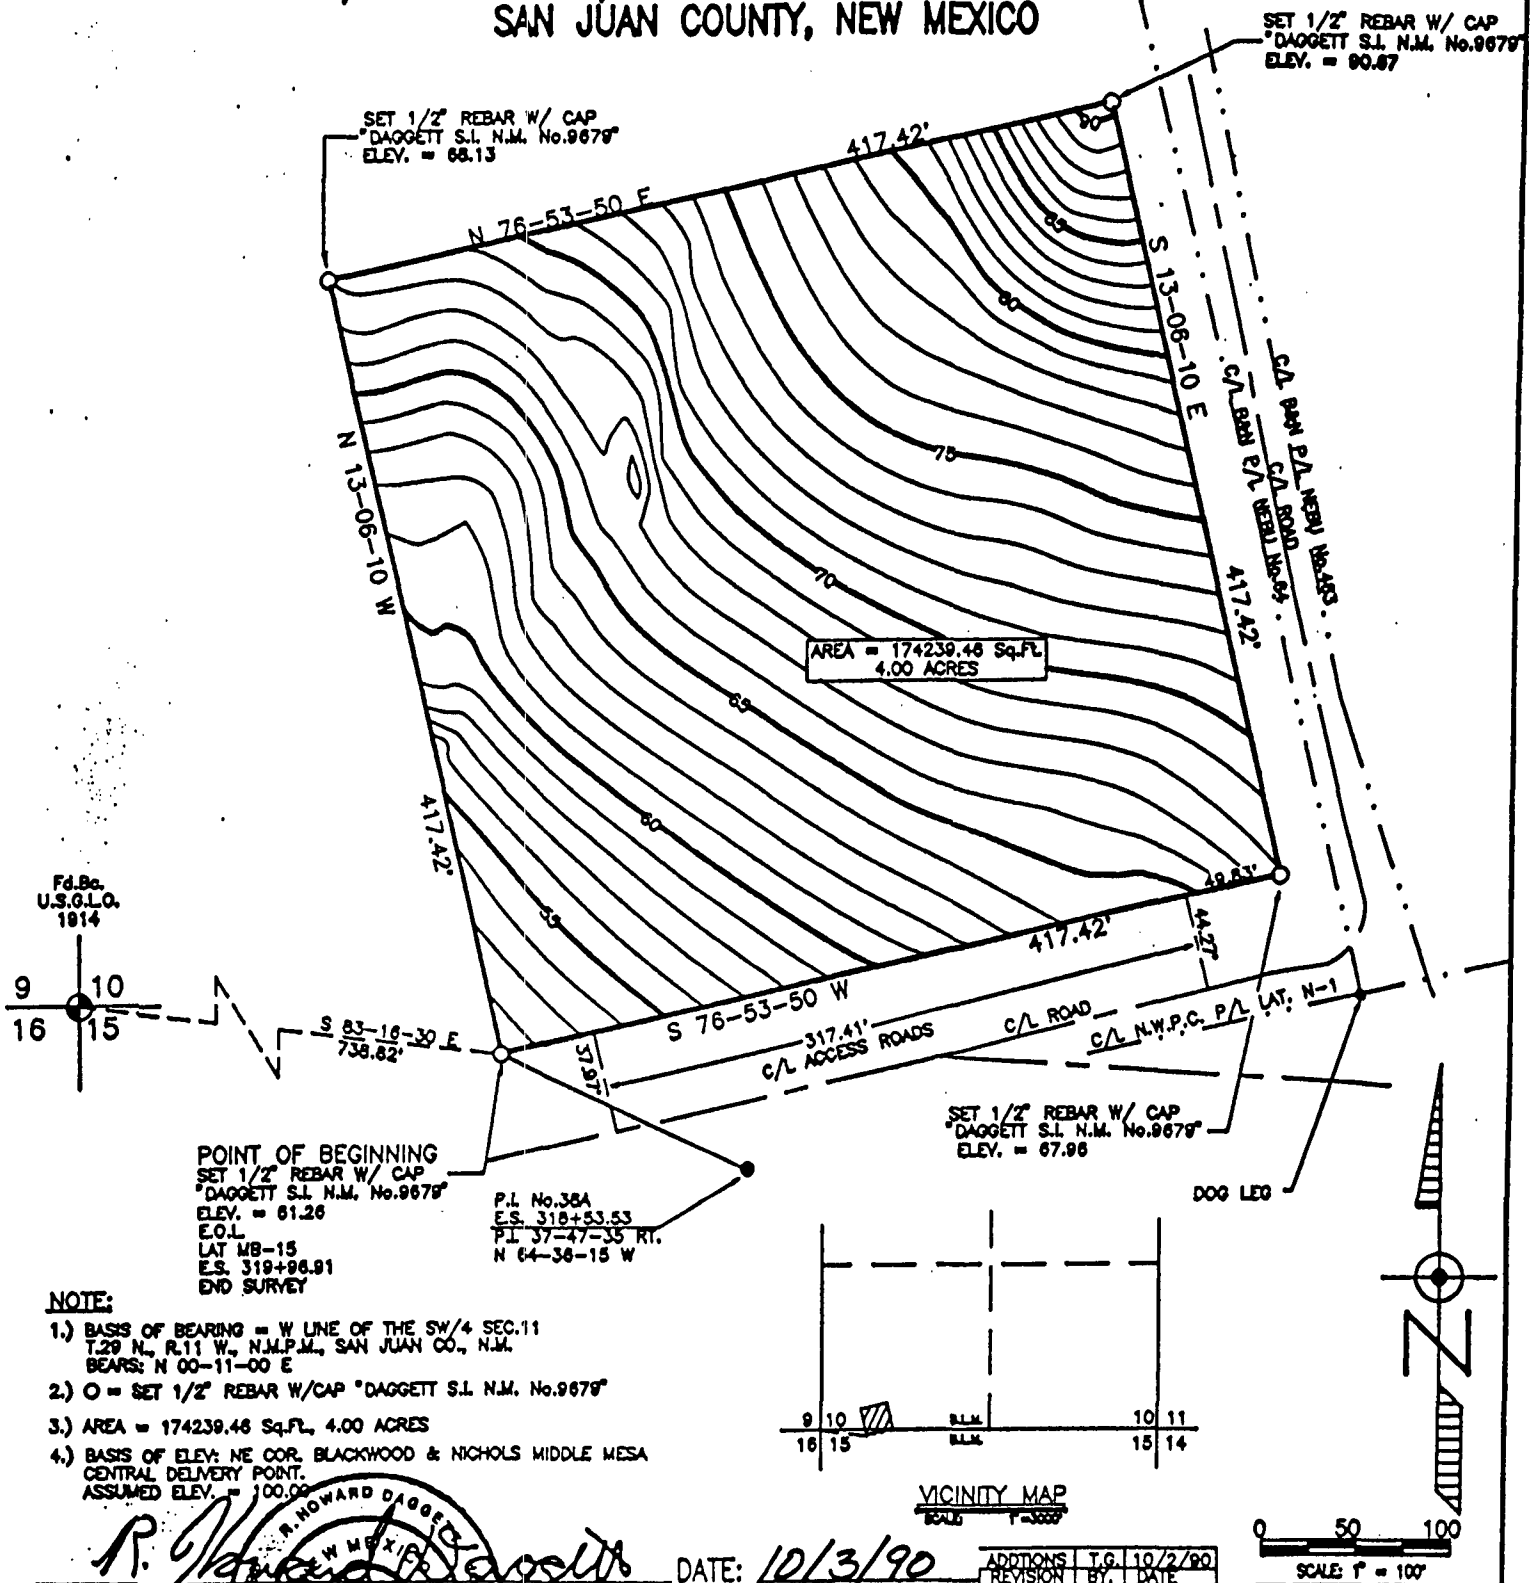 SAN JUAN COUNTY, NEW MEXICO
SET 1/2" REBAR W/ CAP
"DAGGETT S.I. N.M. No.9679"
ELEV. = 90.67
SET 1/2" REBAR W/ CAP
"DAGGETT S.I. N.M. No.9679"
ELEV. = 68.13
417.42'
N 76-53-50 E
90
85
80
75
70
65
60
55
S 13-06-10 E
417.42'
C/L ROAD
N 13-06-10 W
417.42'
AREA = 174239.46 Sq.Ft.
4.00 ACRES
49.83'
44.27'
417.42'
S 76-53-50 W
317.41'
37.97'
C/L ACCESS ROADS
C/L ROAD
C/L N.W.P.C. P/L LAT. N-1
Fd.Bc.
U.S.G.L.O.
1914
9 10
16 15
S 83-16-30 E
738.82'
POINT OF BEGINNING
SET 1/2" REBAR W/ CAP
"DAGGETT S.I. N.M. No.9679"
ELEV. = 61.26
E.O.L.
LAT MB-15
E.S. 319+96.91
END SURVEY
P.I. No.38A
E.S. 318+53.53
P.I. 37-47-35 RT.
N 64-36-15 W
SET 1/2" REBAR W/ CAP
"DAGGETT S.I. N.M. No.9679"
ELEV. = 67.96
DOG LEG
NOTE:
1.) BASIS OF BEARING = W LINE OF THE SW/4 SEC.11
T.29 N., R.11 W., N.M.P.M., SAN JUAN CO., N.M.
BEARS: N 00-11-00 E
2.) O = SET 1/2" REBAR W/CAP "DAGGETT S.I. N.M. No.9679"
3.) AREA = 174239.46 Sq.Ft., 4.00 ACRES
4.) BASIS OF ELEV: NE COR. BLACKWOOD & NICHOLS MIDDLE MESA
CENTRAL DELIVERY POINT.
ASSUMED ELEV. = 100.00
R. HOWARD DAGGETT
NEW MEXICO
R. Howard Daggett
DATE: 10/3/90
9 10 B.L.M. 10 11
16 15 B.L.M. 15 14
VICINITY MAP
SCALE 1"=3000'
ADDTIONS T.G. 10/2/90
REVISION BY. DATE
N
0 50 100
SCALE: 1" = 100'